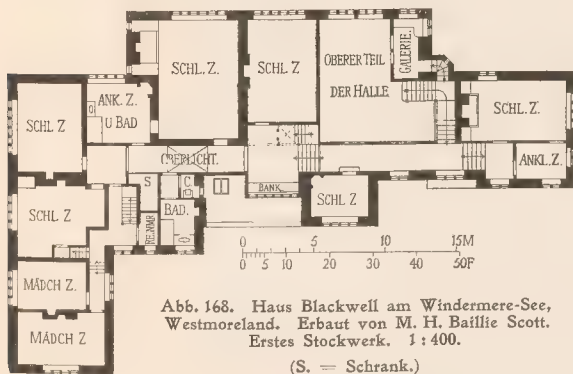 SCHL. Z.
SCHL. Z
OBERER TEIL
DER HALLE
GALERIE.
SCHL. Z.
ANKL. Z.
SCHL Z
ANK. Z.
U BAD
OBERLICHT.
S
C.
BAD.
BANK
SCHL Z
SCHL Z
MÄDCH Z.
MÄDCH Z
0 5 10 15M
0 5 10 20 30 40 50F
Abb. 168. Haus Blackwell am Windermere-See,
Westmoreland. Erbaut von M. H. Baillie Scott.
Erstes Stockwerk. 1 : 400.
(S. = Schrank.)